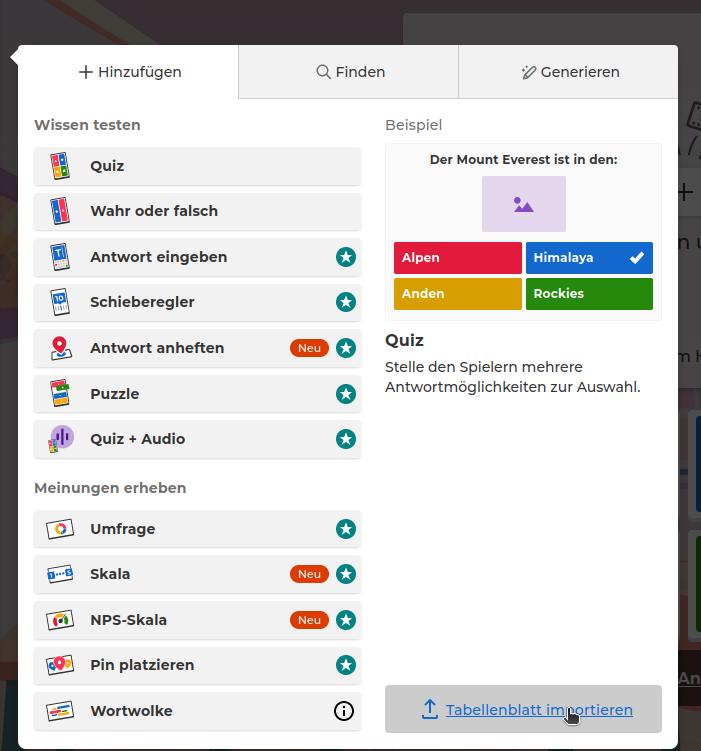 Hinzufügen
Finden
Generieren
Wissen testen
Quiz
Wahr oder falsch
Antwort eingeben
Schieberegler
Antwort anheften Neu
Puzzle
Quiz + Audio
Meinungen erheben
Umfrage
Skala Neu
NPS-Skala Neu
Pin platzieren
Wortwolke
Beispiel
Der Mount Everest ist in den:
Alpen
Himalaya
Anden
Rockies
Quiz
Stelle den Spielern mehrere
Antwortmöglichkeiten zur Auswahl.
Tabellenblatt importieren